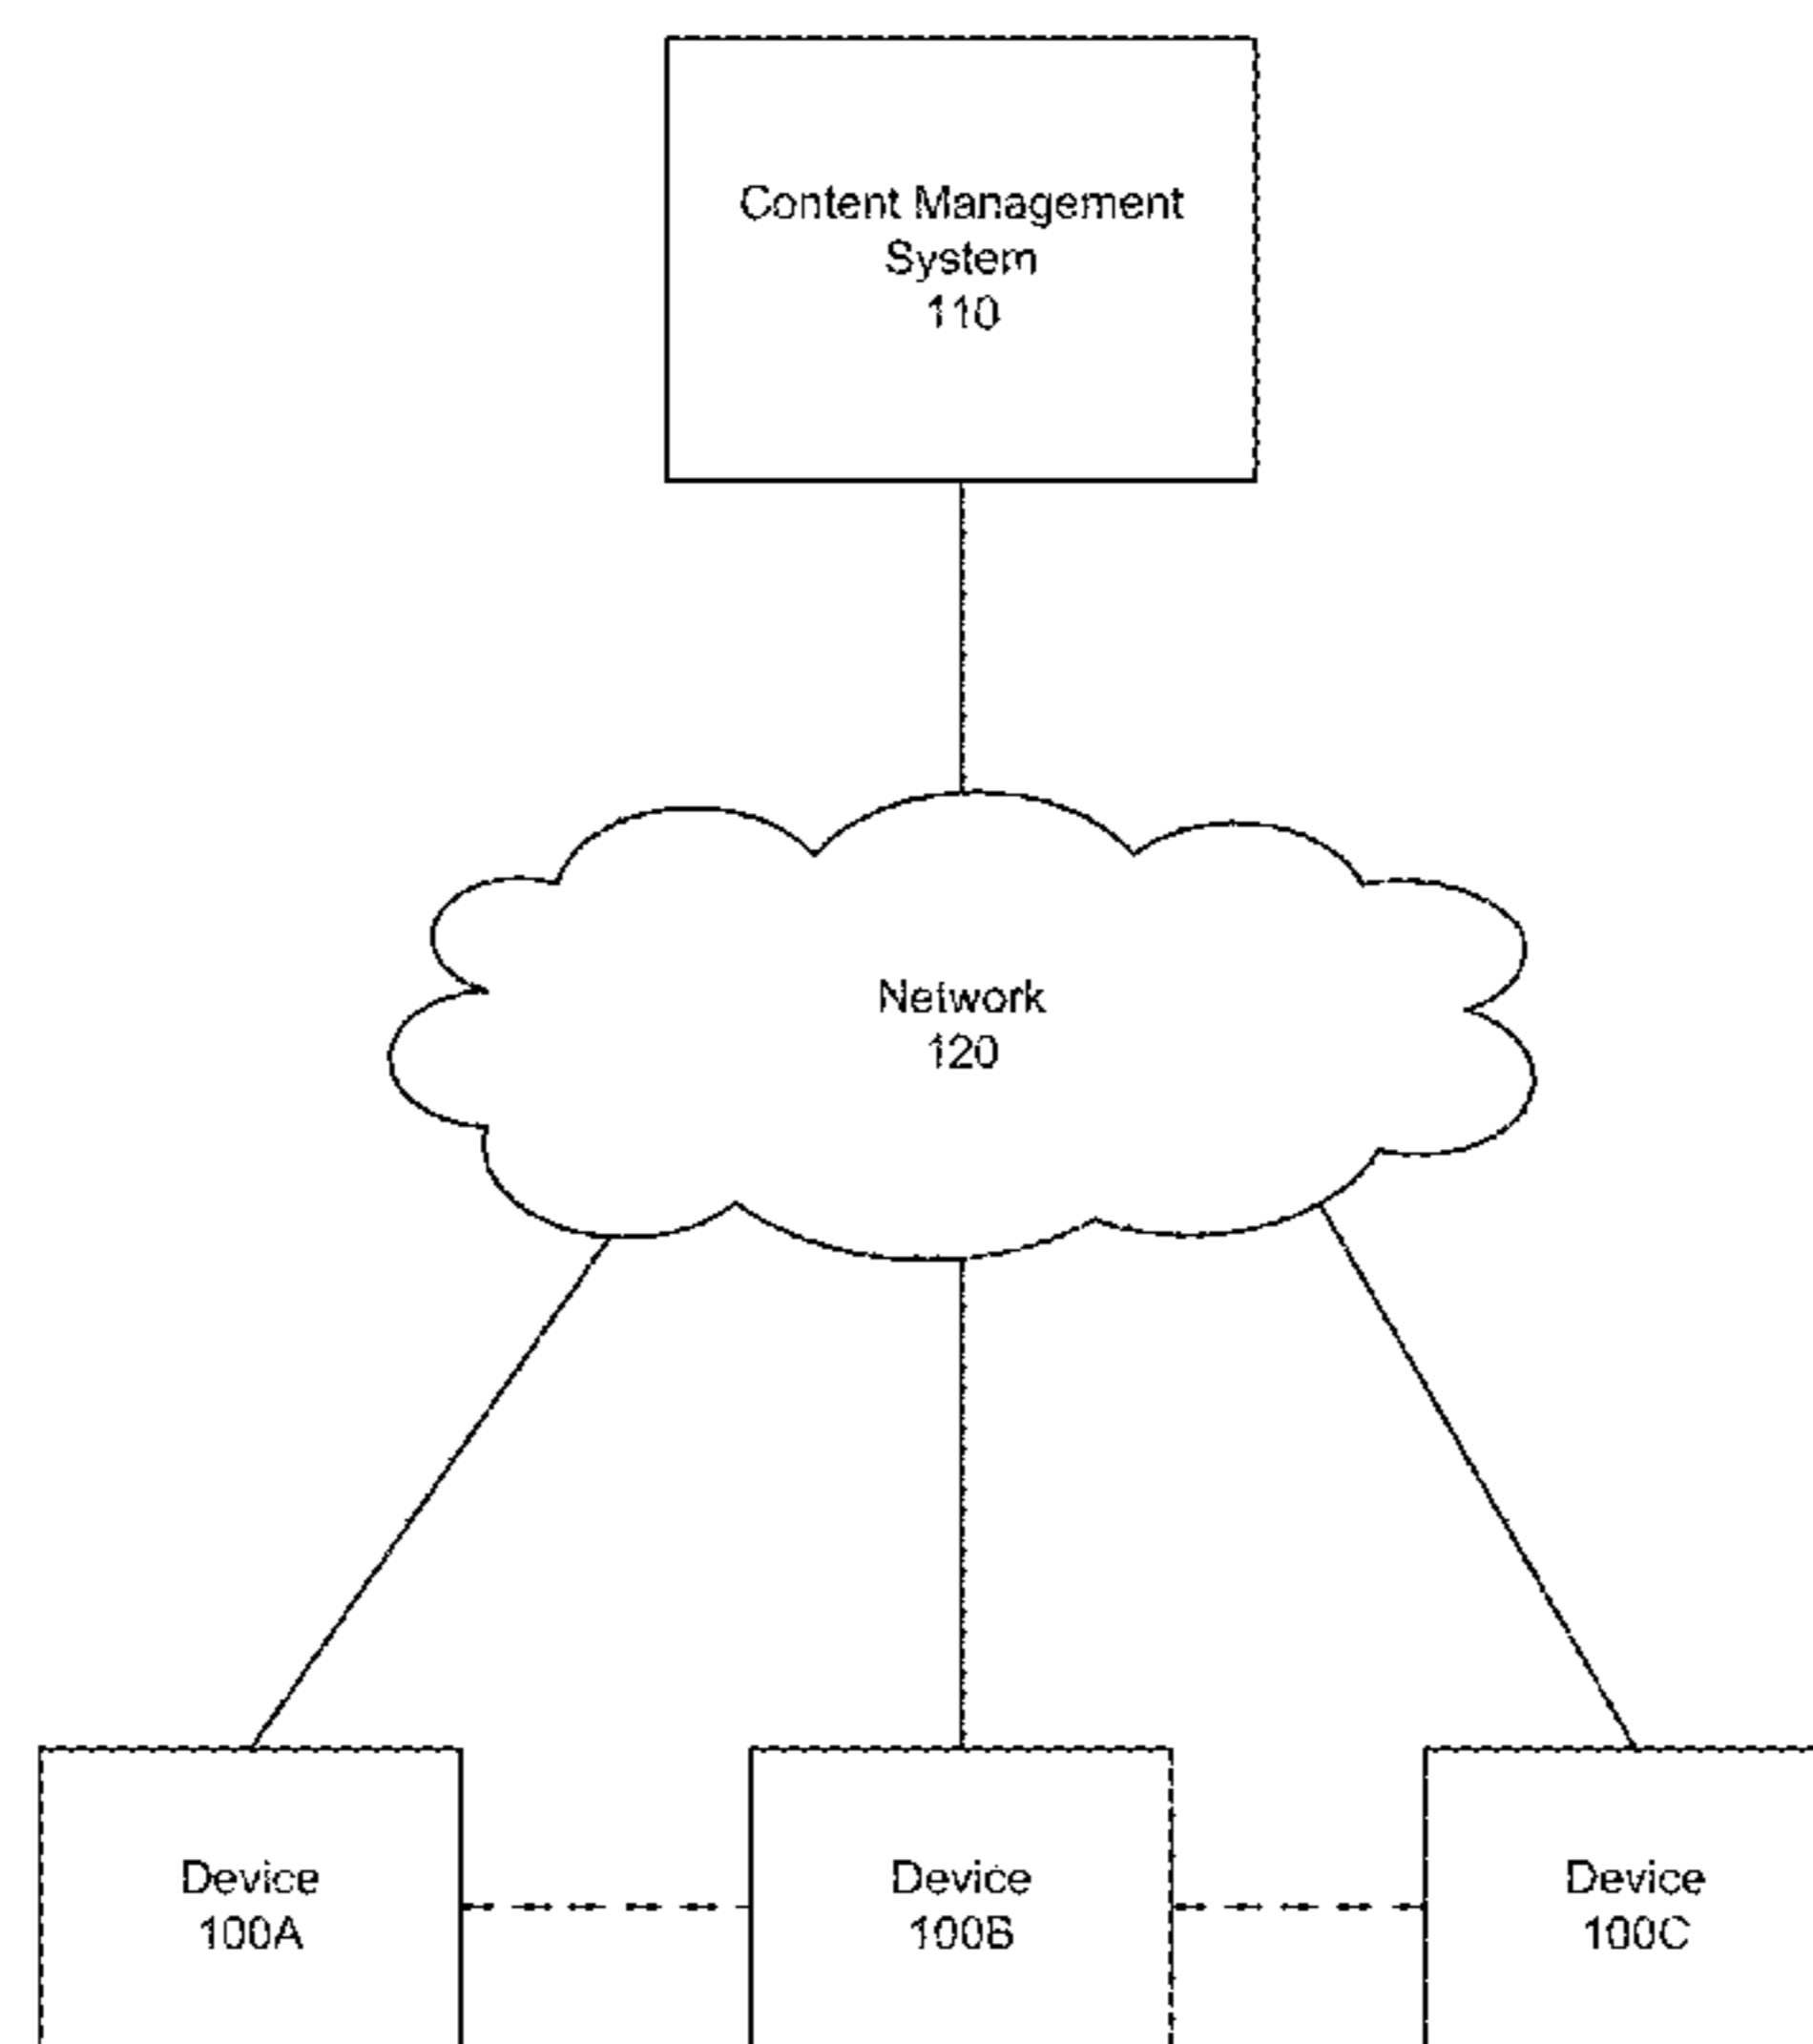 Content Management
System
110
Network
120
Device
100A
Device
100B
Device
100C